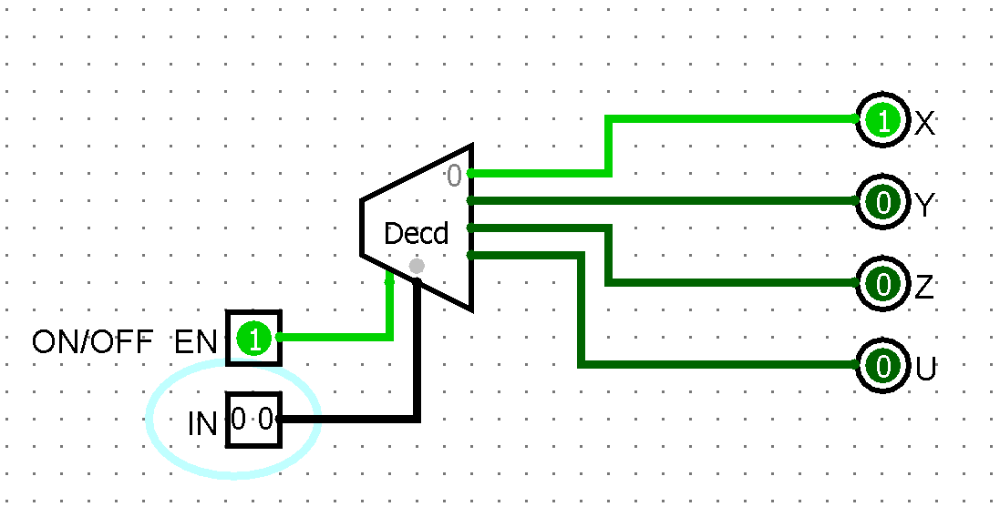 1 X
0
0 Y
Decd
0 Z
ON/OFF EN 1
0 U
IN 0 0